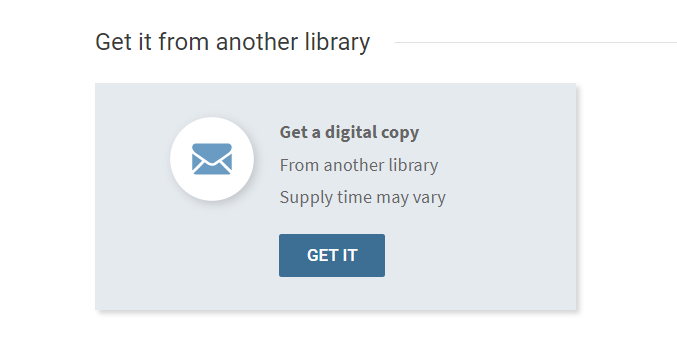 Get it from another library
Get a digital copy
From another library
Supply time may vary
GET IT